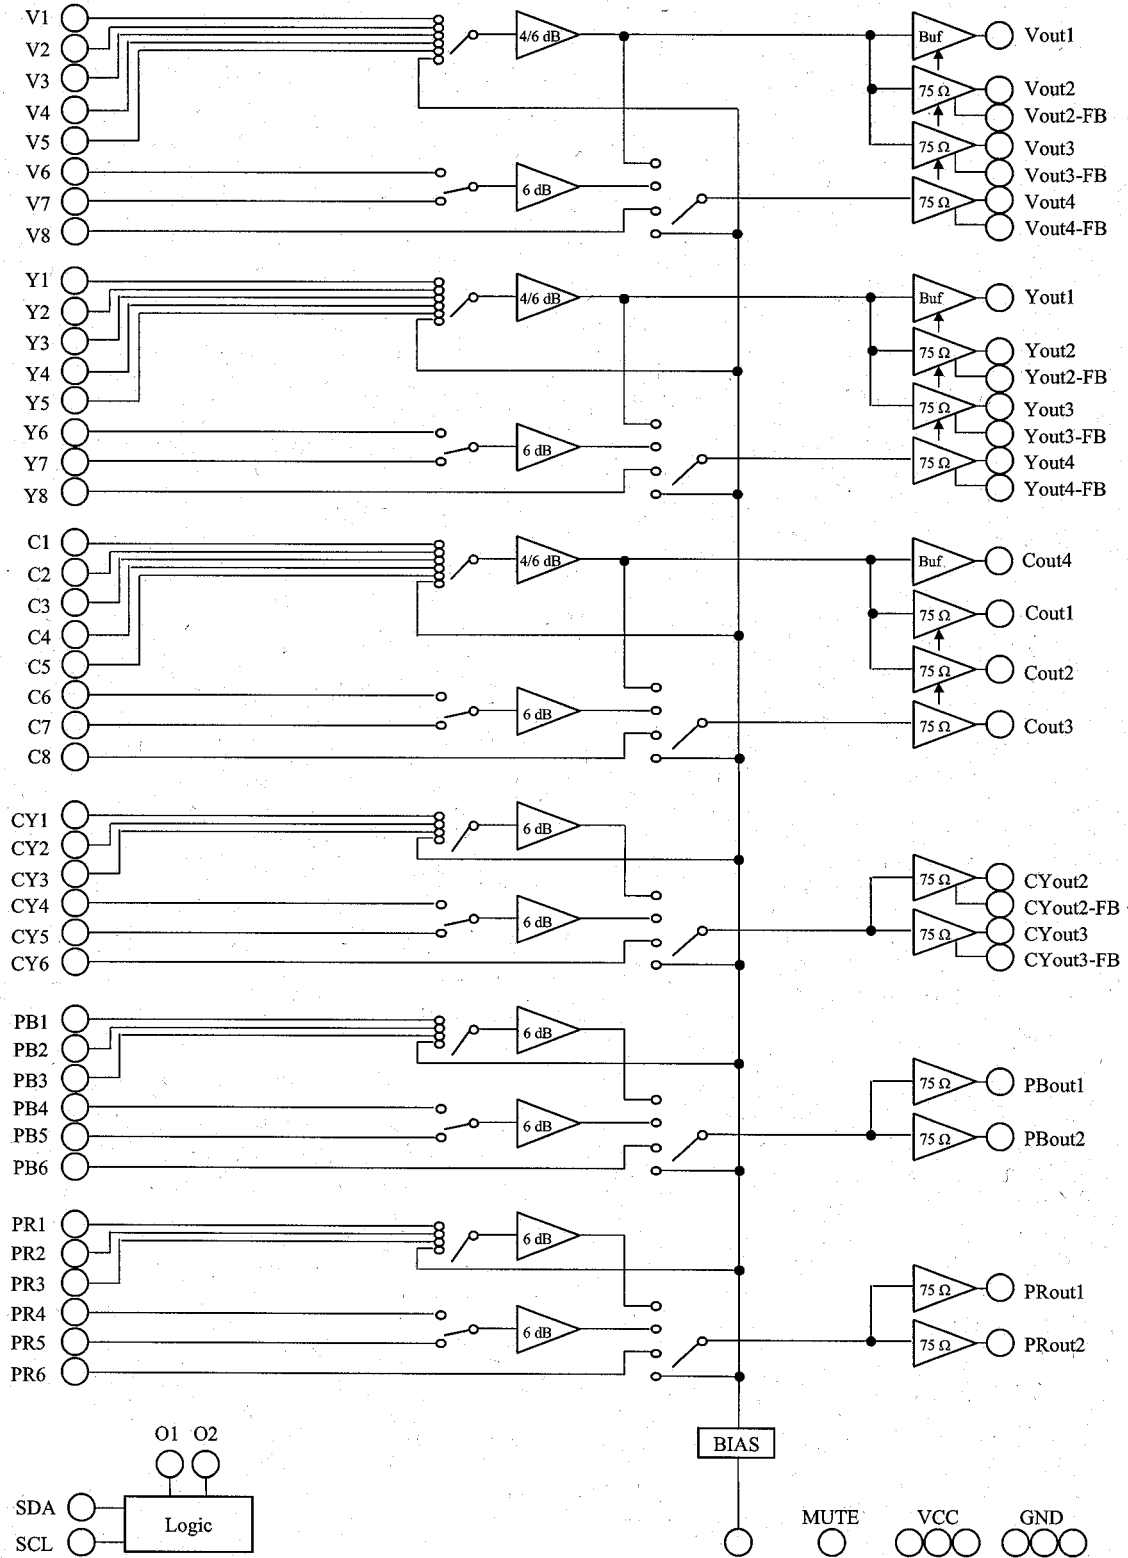 V1
V2
V3
V4
V5
V6
V7
V8
4/6 dB
6 dB
Buf
75 Ω
75 Ω
75 Ω
Vout1
Vout2
Vout2-FB
Vout3
Vout3-FB
Vout4
Vout4-FB
Y1
Y2
Y3
Y4
Y5
Y6
Y7
Y8
4/6 dB
6 dB
Buf
75 Ω
75 Ω
75 Ω
Yout1
Yout2
Yout2-FB
Yout3
Yout3-FB
Yout4
Yout4-FB
C1
C2
C3
C4
C5
C6
C7
C8
4/6 dB
6 dB
Buf
75 Ω
75 Ω
75 Ω
Cout4
Cout1
Cout2
Cout3
CY1
CY2
CY3
CY4
CY5
CY6
6 dB
6 dB
75 Ω
75 Ω
CYout2
CYout2-FB
CYout3
CYout3-FB
PB1
PB2
PB3
PB4
PB5
PB6
6 dB
6 dB
75 Ω
75 Ω
PBout1
PBout2
PR1
PR2
PR3
PR4
PR5
PR6
6 dB
6 dB
75 Ω
75 Ω
PRout1
PRout2
O1 O2
SDA
SCL
Logic
BIAS
MUTE
VCC
GND